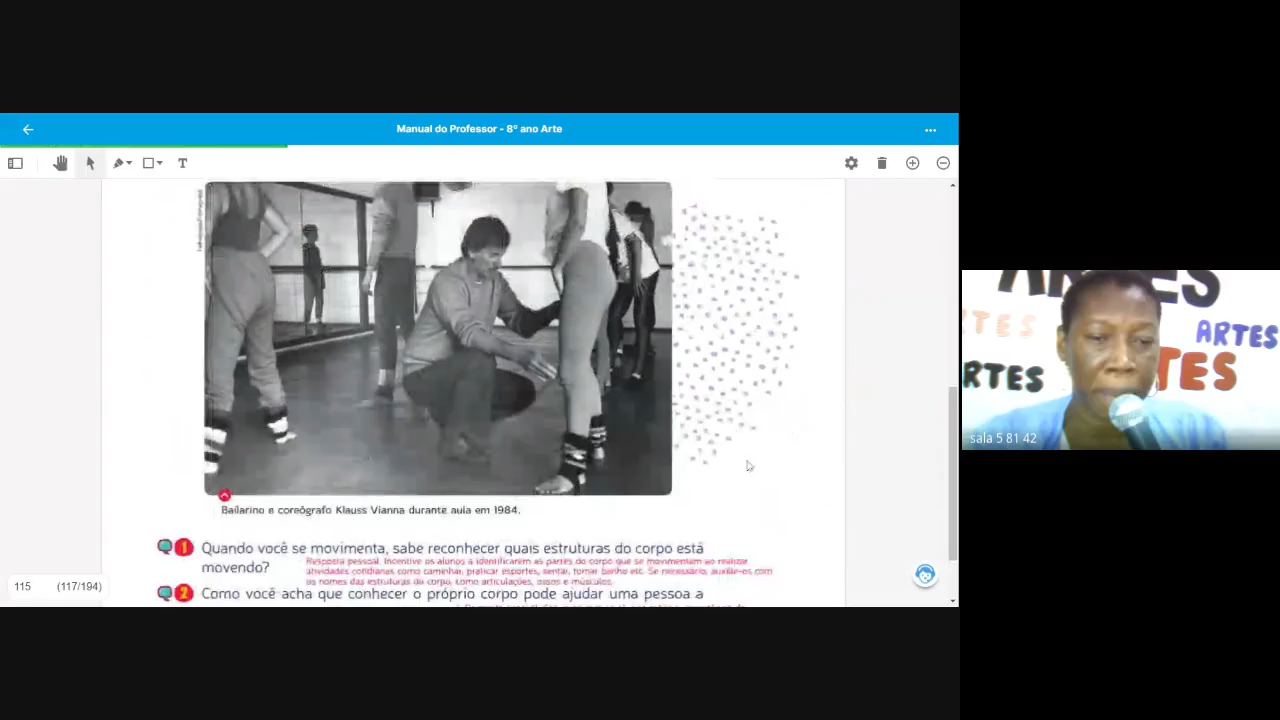 Manual do Professor - 8º ano Arte
T
Bailarino e coreógrafo Klauss Vianna durante aula em 1984.
1 Quando você se movimenta, sabe reconhecer quais estruturas do corpo está
movendo?
Resposta pessoal. Incentive os alunos a identificarem as partes do corpo que se movimentam ao realizar
atividades cotidianas como caminhar, praticar esportes, sentar, tomar banho etc. Se necessário, auxilie-os com
os nomes das estruturas do corpo, como articulações, ossos e músculos.
2 Como você acha que conhecer o próprio corpo pode ajudar uma pessoa a
115 (117/194)
ARTES
RTES
ARTES
RTES
TES
sala 5 81 42